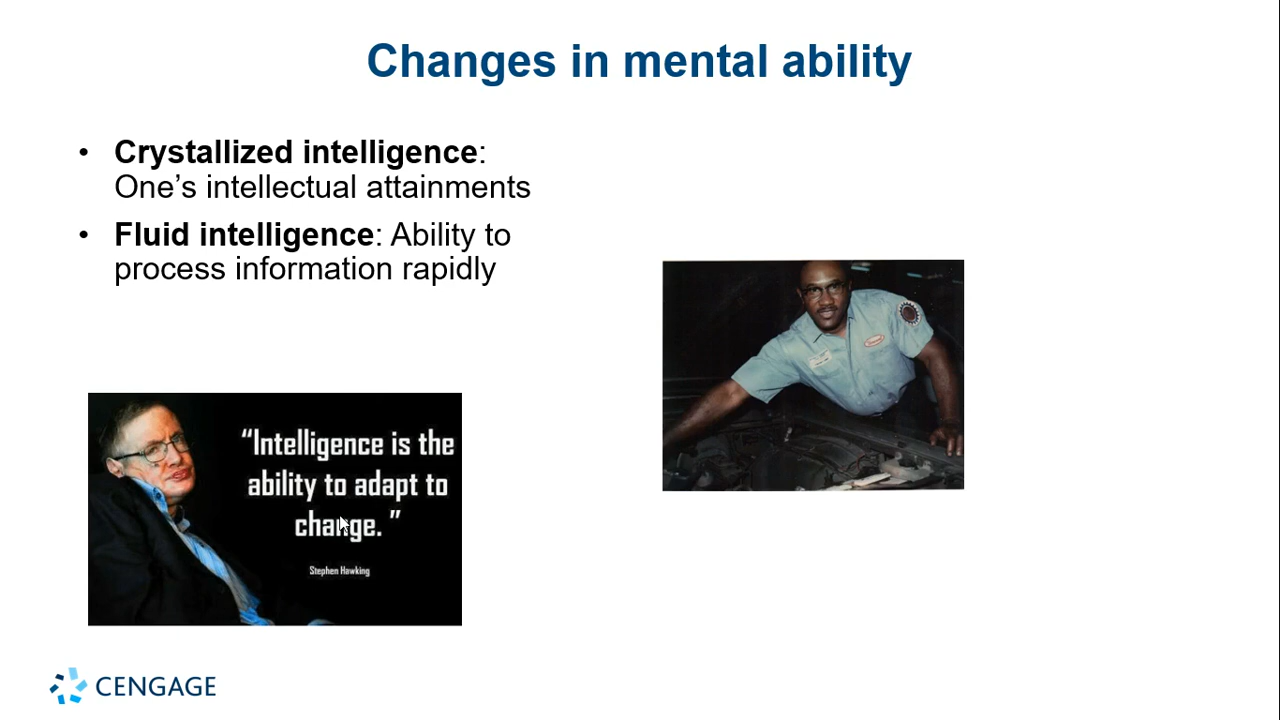 Changes in mental ability
• Crystallized intelligence:
One’s intellectual attainments
• Fluid intelligence: Ability to
process information rapidly
“Intelligence is the
ability to adapt to
change.”
Stephen Hawking
CENGAGE